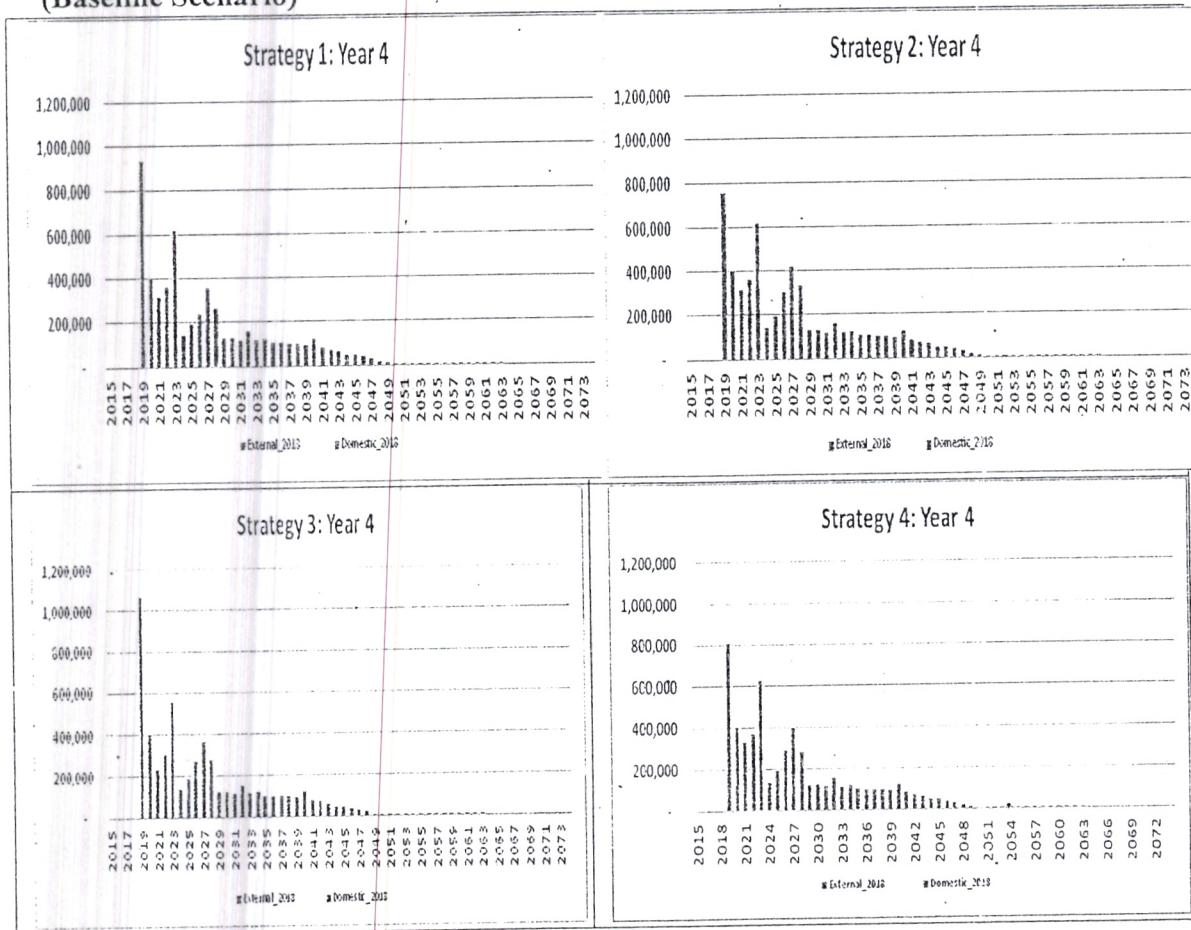 (Baseline Scenario)
Strategy 1: Year 4
1,200,000
1,000,000
800,000
600,000
400,000
200,000
-
2015 2017 2019 2021 2023 2025 2027 2029 2031 2033 2035 2037 2039 2041 2043 2045 2047 2049 2051 2053 2055 2057 2059 2061 2063 2065 2067 2069 2071 2073
External_2018 Domestic_2018
Strategy 2: Year 4
1,200,000
1,000,000
800,000
600,000
400,000
200,000
-
2015 2017 2019 2021 2023 2025 2027 2029 2031 2033 2035 2037 2039 2041 2043 2045 2047 2049 2051 2053 2055 2057 2059 2061 2063 2065 2067 2069 2071 2073
External_2018 Domestic_2018
Strategy 3: Year 4
1,200,000
1,000,000
800,000
600,000
400,000
200,000
-
2015 2017 2019 2021 2023 2025 2027 2029 2031 2033 2035 2037 2039 2041 2043 2045 2047 2049 2051 2053 2055 2057 2059 2061 2063 2065 2067 2069 2071 2073
External_2018 Domestic_2018
Strategy 4: Year 4
1,200,000
1,000,000
800,000
600,000
400,000
200,000
-
2015 2018 2021 2024 2027 2030 2033 2036 2039 2042 2045 2048 2051 2054 2057 2060 2063 2066 2069 2072
External_2018 Domestic_2018